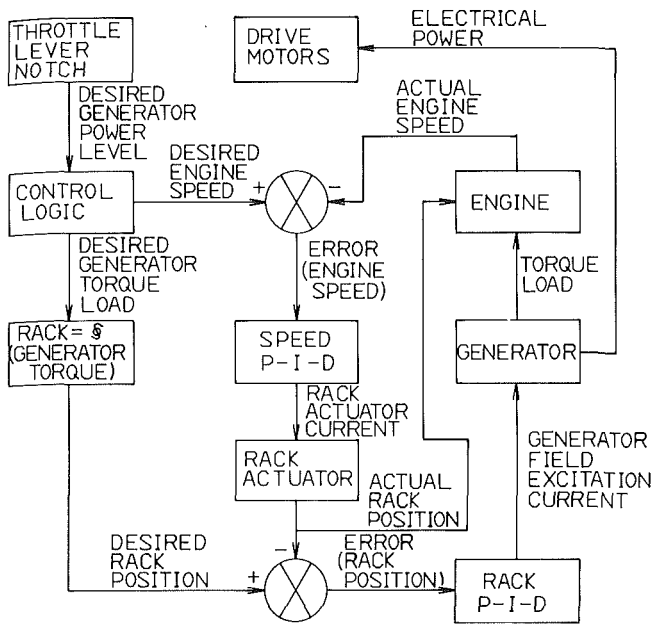 THROTTLE
LEVER
NOTCH
DRIVE
MOTORS
ELECTRICAL
POWER
DESIRED
GENERATOR
POWER
LEVEL
ACTUAL
ENGINE
SPEED
DESIRED
ENGINE
SPEED
+
-
CONTROL
LOGIC
ENGINE
DESIRED
GENERATOR
TORQUE
LOAD
ERROR
(ENGINE
SPEED)
TORQUE
LOAD
RACK= §
(GENERATOR
TORQUE)
SPEED
P-I-D
GENERATOR
RACK
ACTUATOR
CURRENT
GENERATOR
FIELD
EXCITATION
CURRENT
RACK
ACTUATOR
ACTUAL
RACK
POSITION
DESIRED
RACK
POSITION
-
+
ERROR
(RACK
POSITION)
RACK
P-I-D